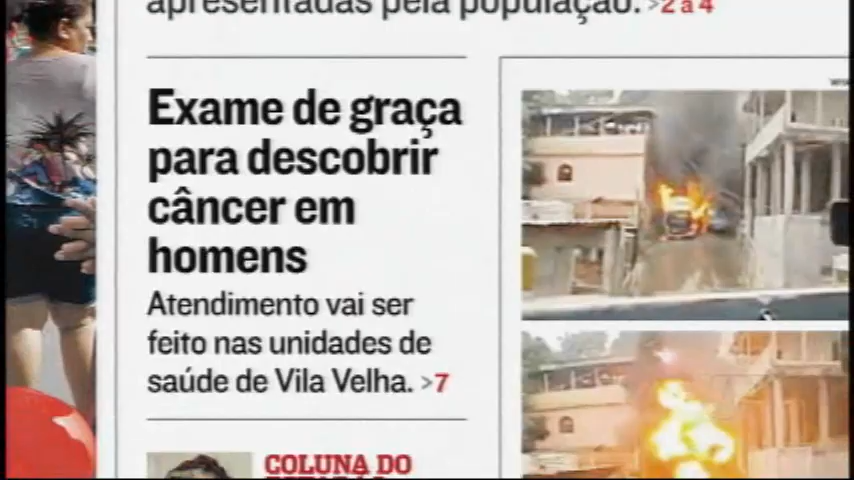 apresentadas pela população. >2 a 4
Exame de graça
para descobrir
câncer em
homens
Atendimento vai ser
feito nas unidades de
saúde de Vila Velha. >7
COLUNA DO